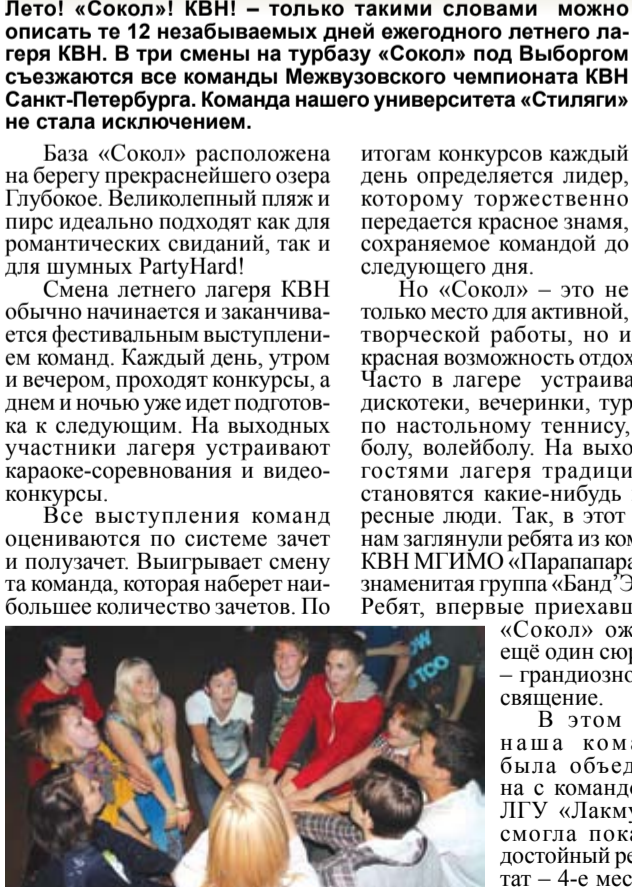 Лето! «Сокол»! КВН! – только такими словами можно
описать те 12 незабываемых дней ежегодного летнего ла-
геря КВН. В три смены на турбазу «Сокол» под Выборгом
съезжаются все команды Межвузовского чемпионата КВН
Санкт-Петербурга. Команда нашего университета «Стиляги»
не стала исключением.
База «Сокол» расположена
на берегу прекраснейшего озера
Глубокое. Великолепный пляж и
пирс идеально подходят как для
романтических свиданий, так и
для шумных PartyHard!
Смена летнего лагеря КВН
обычно начинается и заканчива-
ется фестивальным выступлени-
ем команд. Каждый день, утром
и вечером, проходят конкурсы, а
днем и ночью уже идет подготов-
ка к следующим. На выходных
участники лагеря устраивают
караоке-соревнования и видео-
конкурсы.
Все выступления команд
оцениваются по системе зачет
и полузачет. Выигрывает смену
та команда, которая наберет наи-
большее количество зачетов. По
итогам конкурсов каждый
день определяется лидер,
которому торжественно
передается красное знамя,
сохраняемое командой до
следующего дня.
Но «Сокол» – это не
только место для активной,
творческой работы, но и
красная возможность отдох
Часто в лагере устраива
дискотеки, вечеринки, тур
по настольному теннису,
болу, волейболу. На выхо
гостями лагеря традици
становятся какие-нибудь
ресные люди. Так, в этот
нам заглянули ребята из ком
КВН МГИМО «Парапапара
знаменитая группа «Банд’Э
Ребят, впервые приехавш
«Сокол» ож
ещё один сюр
– грандиозно
священие.
В этом
наша кома
была объед
на с командо
ЛГУ «Лакму
смогла пока
достойный ре
тат – 4-е мес
TOO